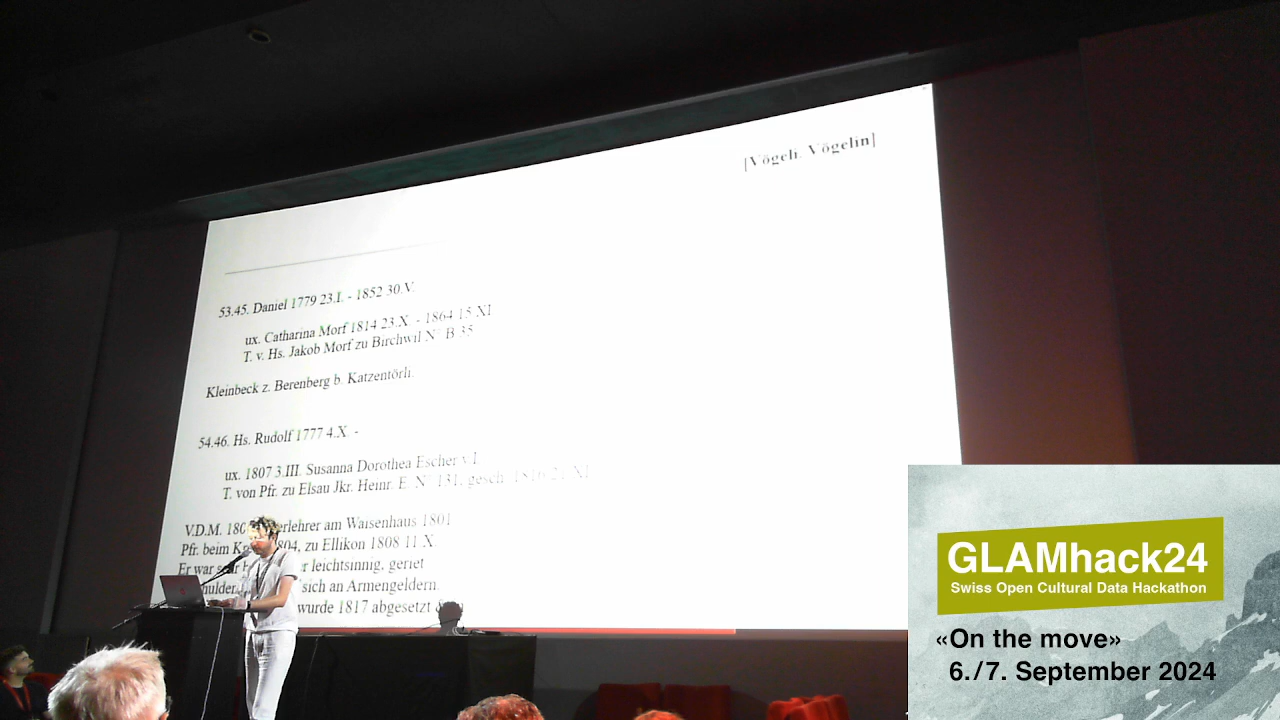 [Vögeli, Vögelin]
53.45. Daniel 1779 23.I. - 1852 30.V.
ux. Catharina Morf 1814 23.X. - 1864 15.XI
T. v. Hs. Jakob Morf zu Birchwil N° B 35
Kleinbeck z. Berenberg b. Katzentörli.
54.46. Hs. Rudolf 1777 4.X. -
ux. 1807 3.III. Susanna Dorothea Escher v.l
T. von Pfr. zu Elsau Jkr. Heinr. E. N° 131, gesch. 1816
V.D.M. erlehrer am Waisenhaus 1801
Pfr. beim 804, zu Ellikon 1808 11.X.
Er war leichtsinnig, geriet
sich an Armengeldern.
wurde 1817 abgesetzt
GLAMhack24
Swiss Open Cultural Data Hackathon
«On the move»
6./7. September 2024